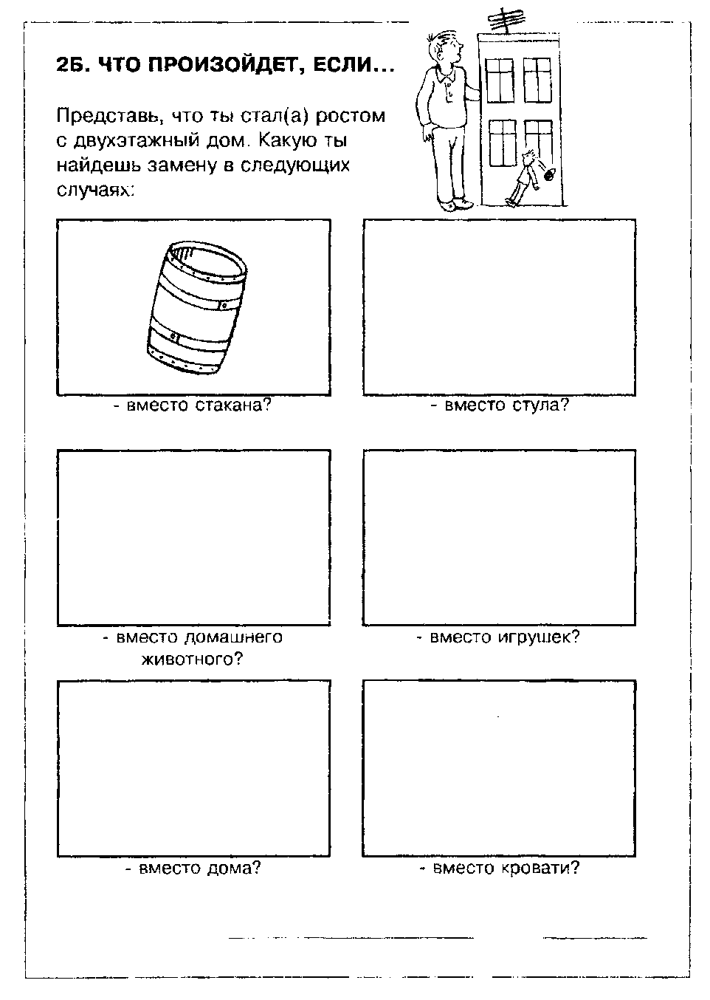 2Б. ЧТО ПРОИЗОЙДЕТ, ЕСЛИ...
Представь, что ты стал(а) ростом
с двухэтажный дом. Какую ты
найдешь замену в следующих
случаях:
- вместо стакана?
- вместо стула?
- вместо домашнего
животного?
- вместо игрушек?
- вместо дома?
- вместо кровати?